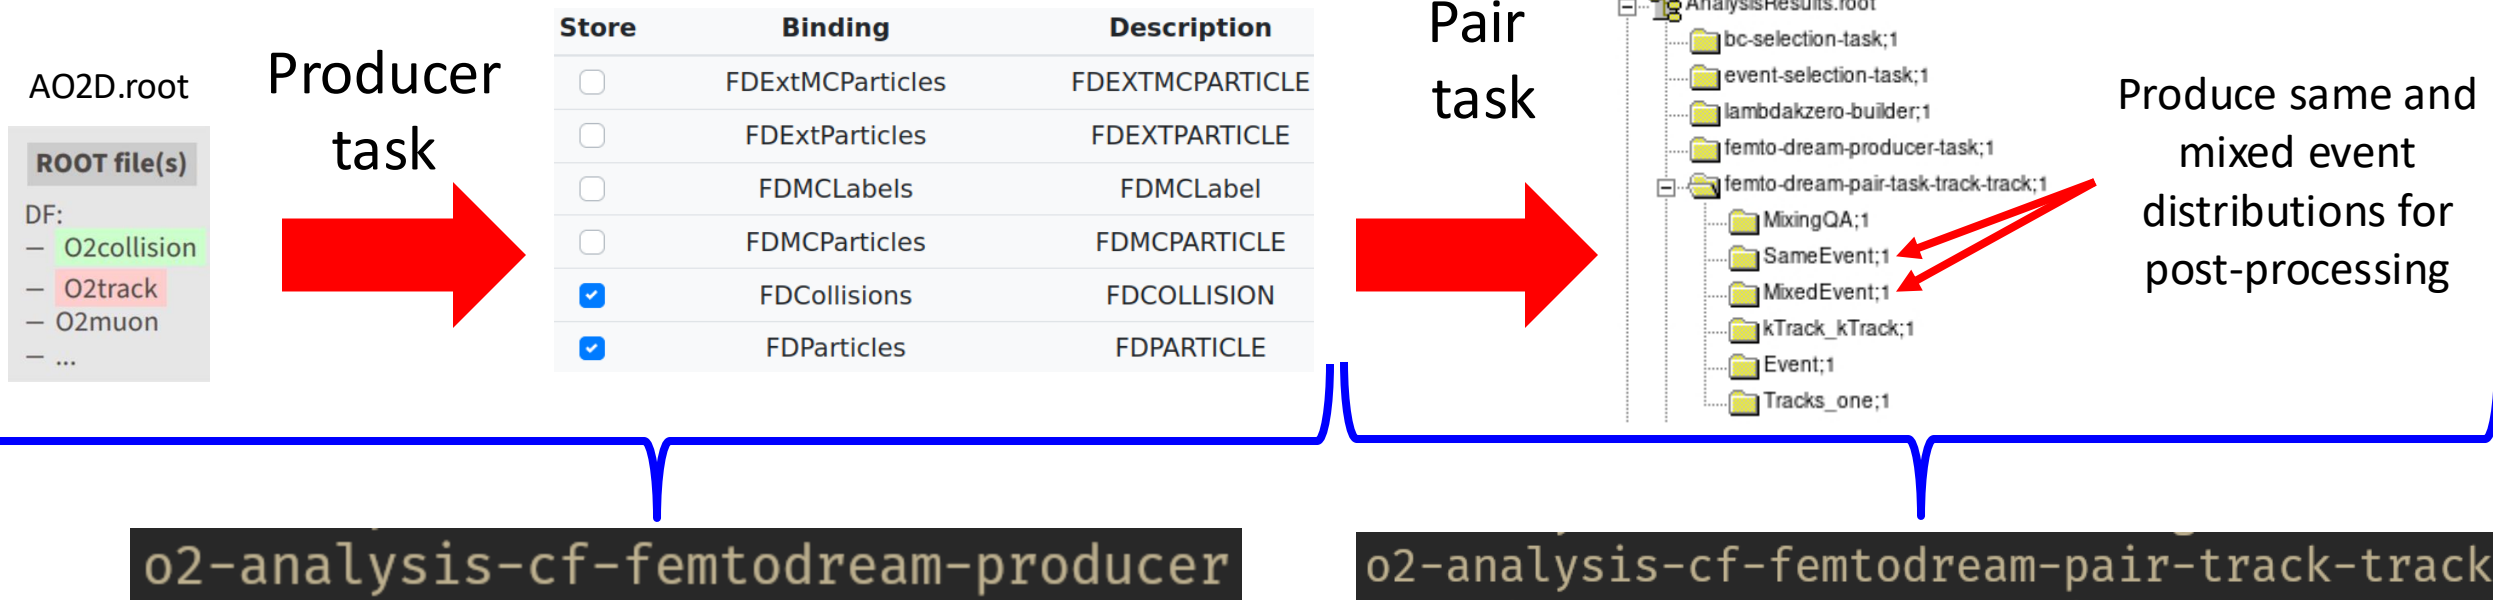 AO2D.root
ROOT file(s)
DF:
– O2collision
– O2track
– O2muon
– ...
Producer
task
Store Binding Description
FDExtMCParticles FDEXTMCPARTICLE
FDExtParticles FDEXTPARTICLE
FDMCLabels FDMCLabel
FDMCParticles FDMCPARTICLE
FDCollisions FDCOLLISION
FDParticles FDPARTICLE
Pair
task
AnalysisResults.root
bc-selection-task;1
event-selection-task;1
lambdakzero-builder;1
femto-dream-producer-task;1
femto-dream-pair-task-track-track;1
MixingQA;1
SameEvent;1
MixedEvent;1
kTrack_kTrack;1
Event;1
Tracks_one;1
Produce same and
mixed event
distributions for
post-processing
o2-analysis-cf-femtodream-producer
o2-analysis-cf-femtodream-pair-track-track